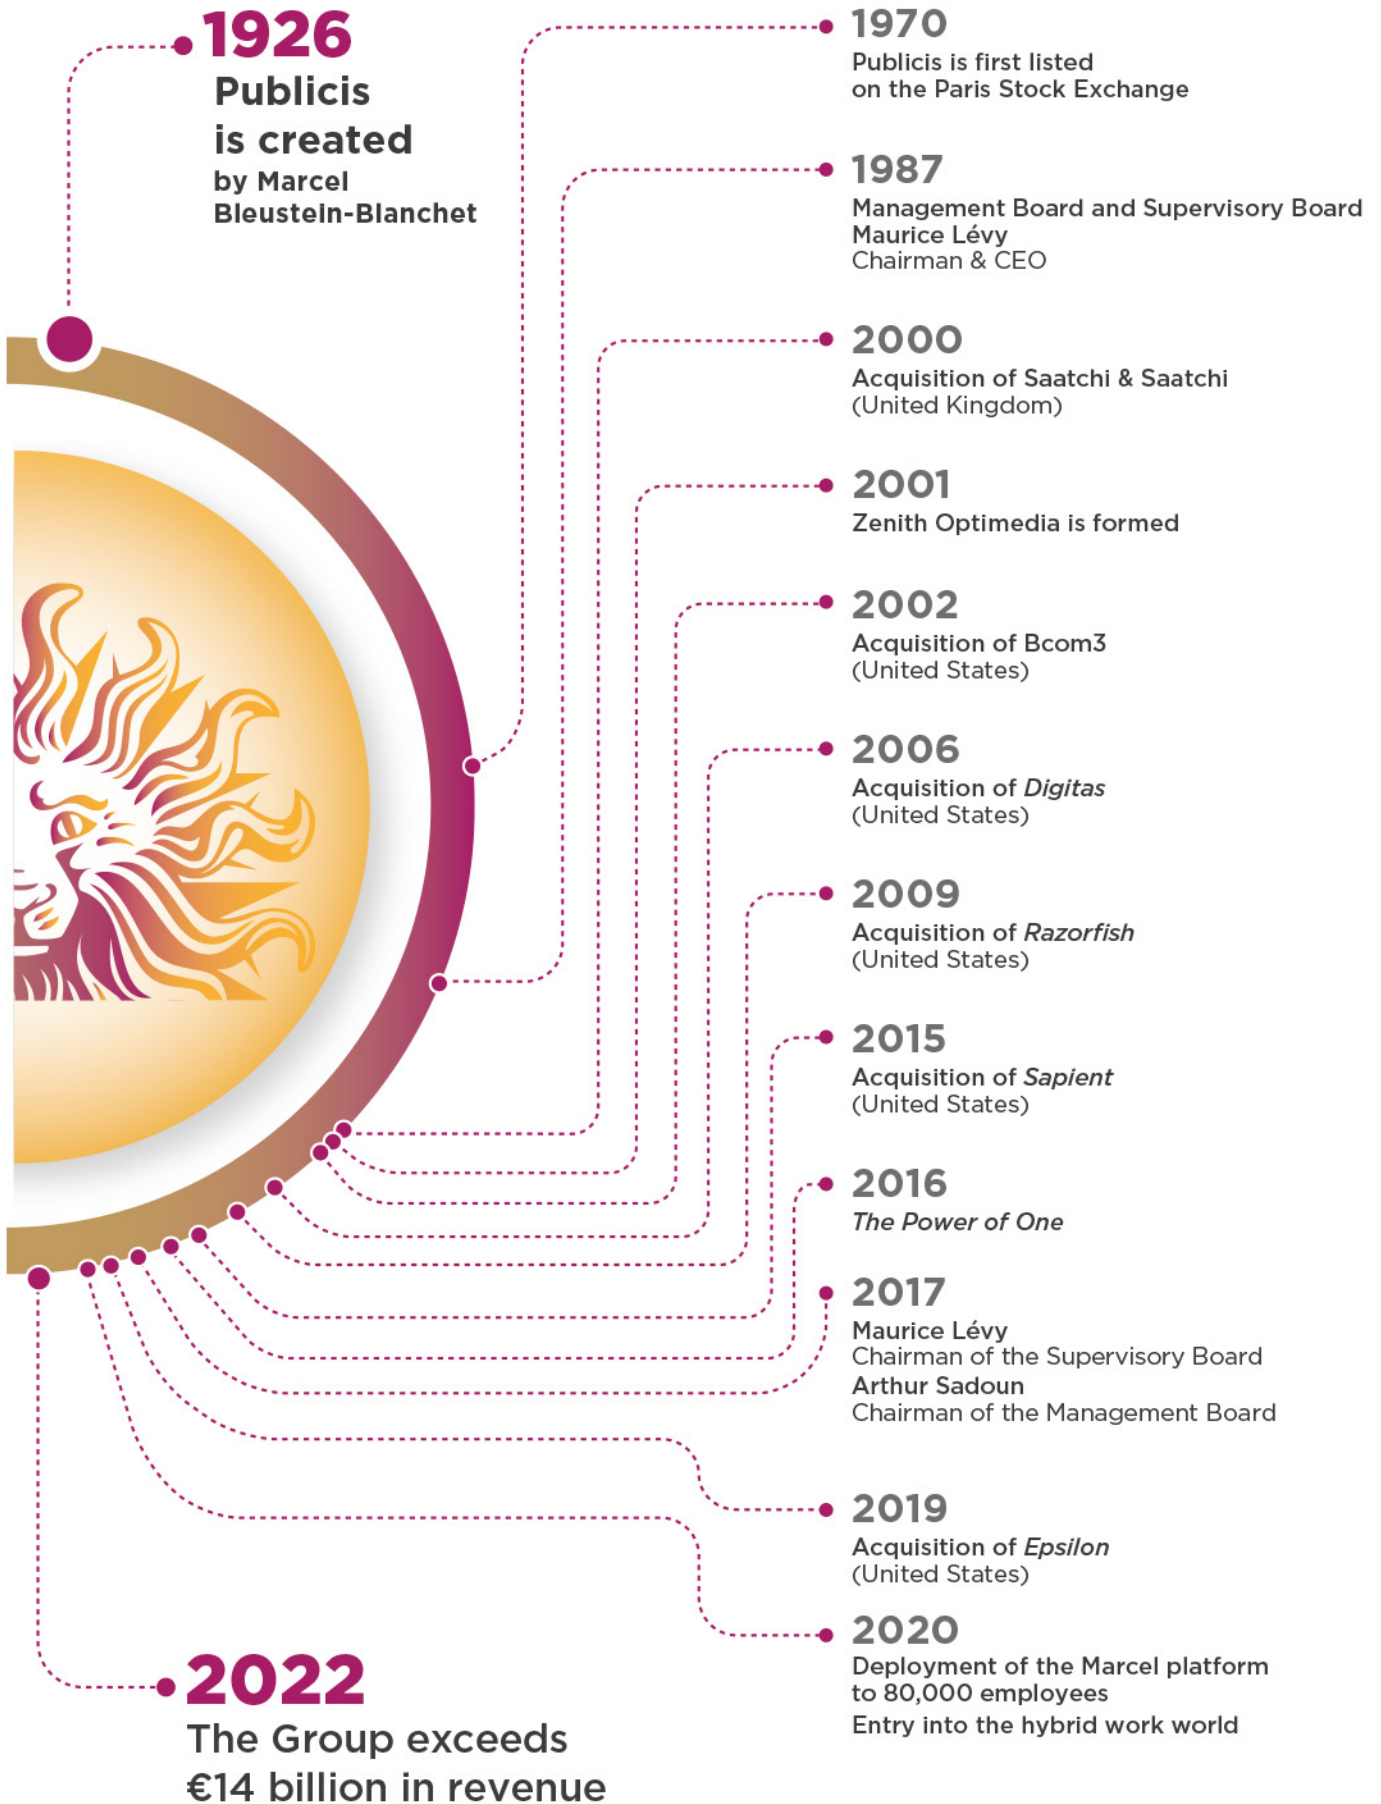 1926
Publicis
is created
by Marcel
Bleustein-Blanchet
1970
Publicis is first listed
on the Paris Stock Exchange
1987
Management Board and Supervisory Board
Maurice Lévy
Chairman & CEO
2000
Acquisition of Saatchi & Saatchi
(United Kingdom)
2001
Zenith Optimedia is formed
2002
Acquisition of Bcom3
(United States)
2006
Acquisition of Digitas
(United States)
2009
Acquisition of Razorfish
(United States)
2015
Acquisition of Sapient
(United States)
2016
The Power of One
2017
Maurice Lévy
Chairman of the Supervisory Board
Arthur Sadoun
Chairman of the Management Board
2019
Acquisition of Epsilon
(United States)
2020
Deployment of the Marcel platform
to 80,000 employees
Entry into the hybrid work world
2022
The Group exceeds
€14 billion in revenue